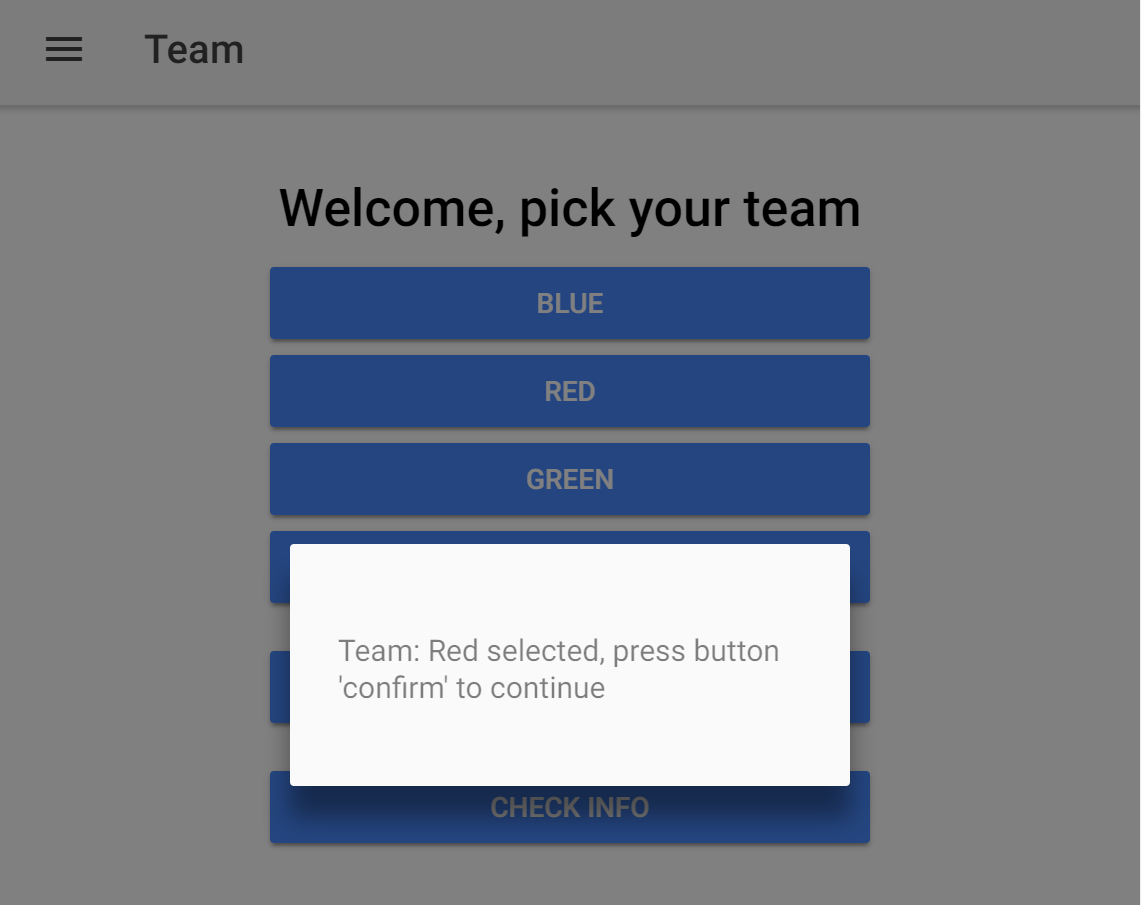 Team
Welcome, pick your team
BLUE
RED
GREEN
Team: Red selected, press button
'confirm' to continue
CHECK INFO